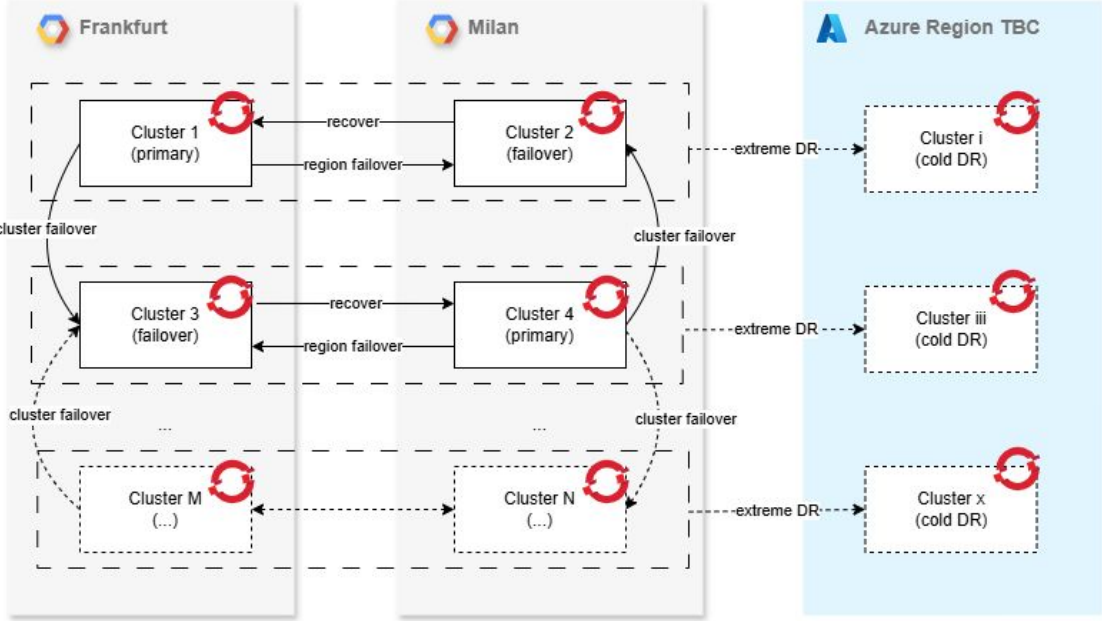 Frankfurt
Milan
Azure Region TBC
Cluster 1
(primary)
recover
region failover
Cluster 2
(failover)
extreme DR
Cluster i
(cold DR)
cluster failover
cluster failover
Cluster 3
(failover)
recover
region failover
Cluster 4
(primary)
extreme DR
Cluster iii
(cold DR)
cluster failover
...
...
cluster failover
Cluster M
(...)
Cluster N
(...)
extreme DR
Cluster x
(cold DR)